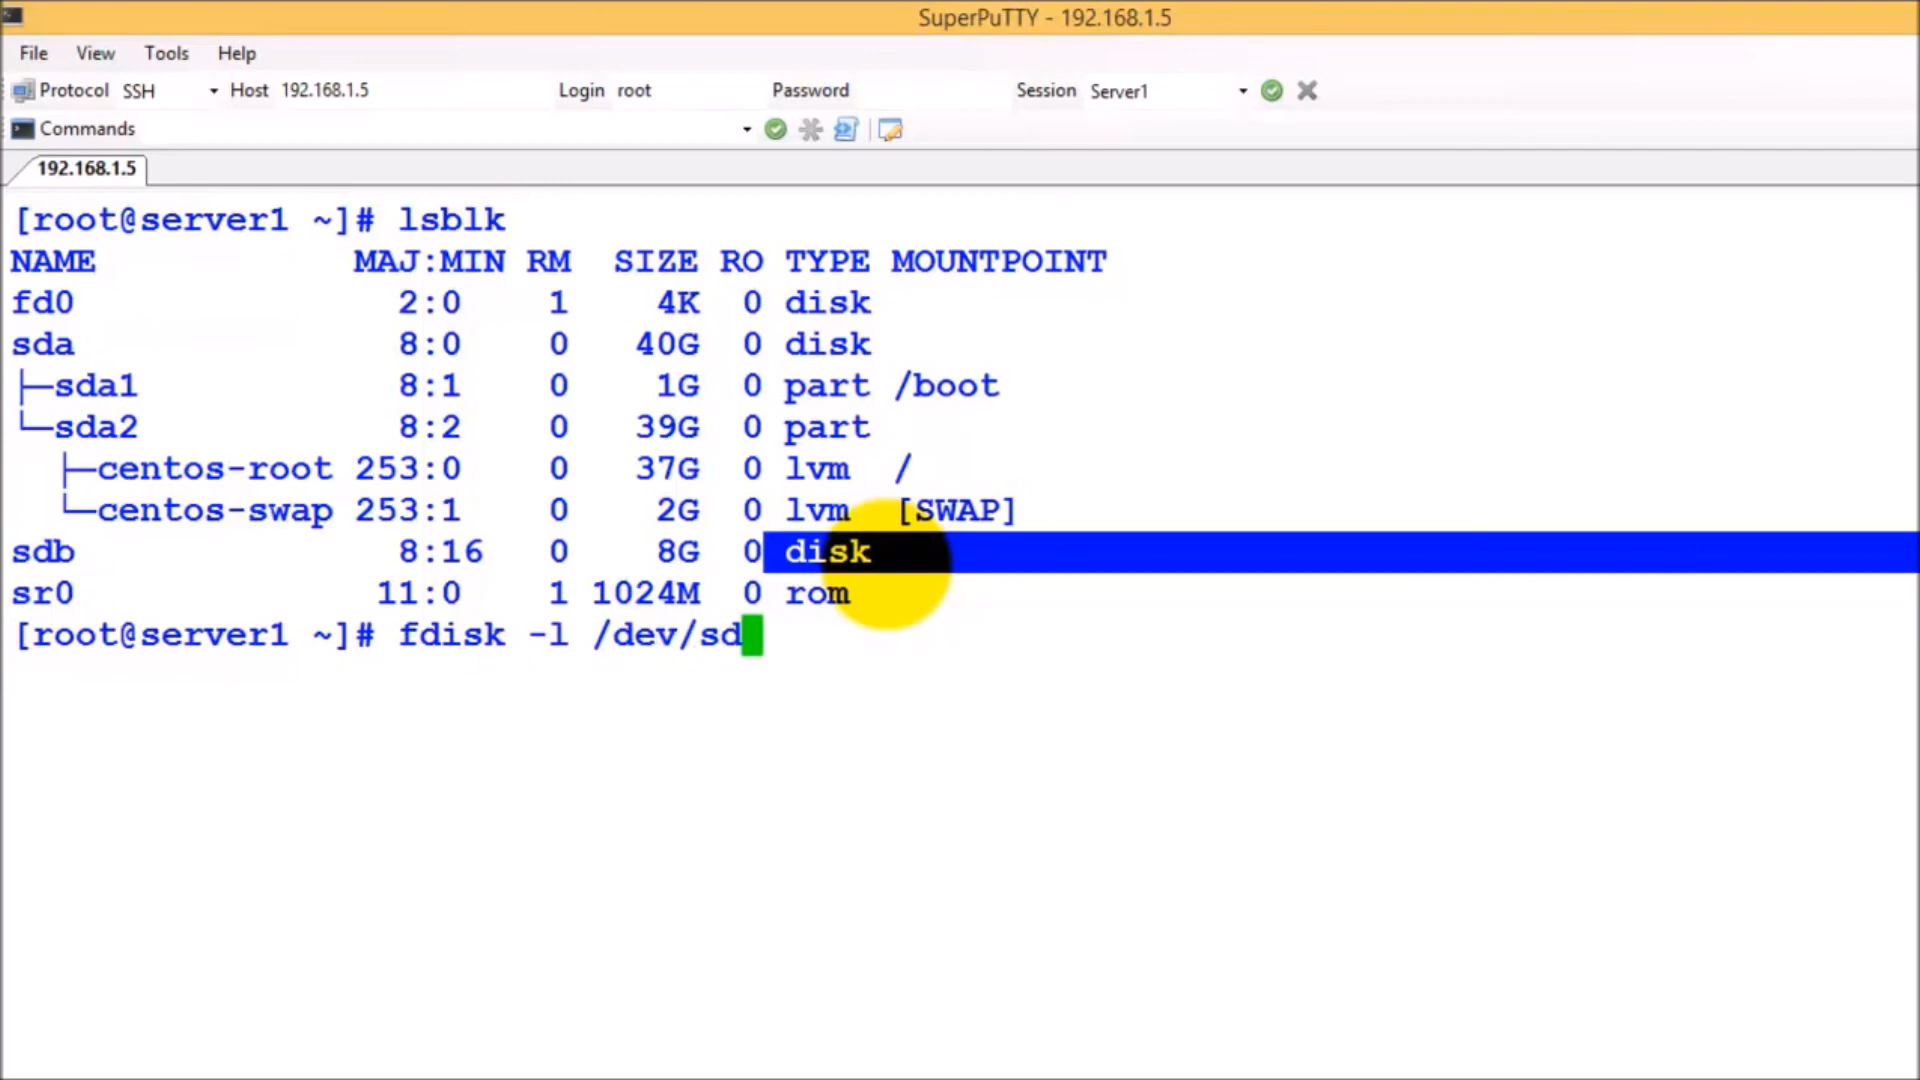 SuperPuTTY - 192.168.1.5
File View Tools Help
Protocol SSH Host 192.168.1.5 Login root Password Session Server1
Commands
192.168.1.5
[root@server1 ~]# lsblk
NAME MAJ:MIN RM SIZE RO TYPE MOUNTPOINT
fd0 2:0 1 4K 0 disk
sda 8:0 0 40G 0 disk
├─sda1 8:1 0 1G 0 part /boot
└─sda2 8:2 0 39G 0 part
├─centos-root 253:0 0 37G 0 lvm /
└─centos-swap 253:1 0 2G 0 lvm [SWAP]
sdb 8:16 0 8G 0 disk
sr0 11:0 1 1024M 0 rom
[root@server1 ~]# fdisk -l /dev/sd